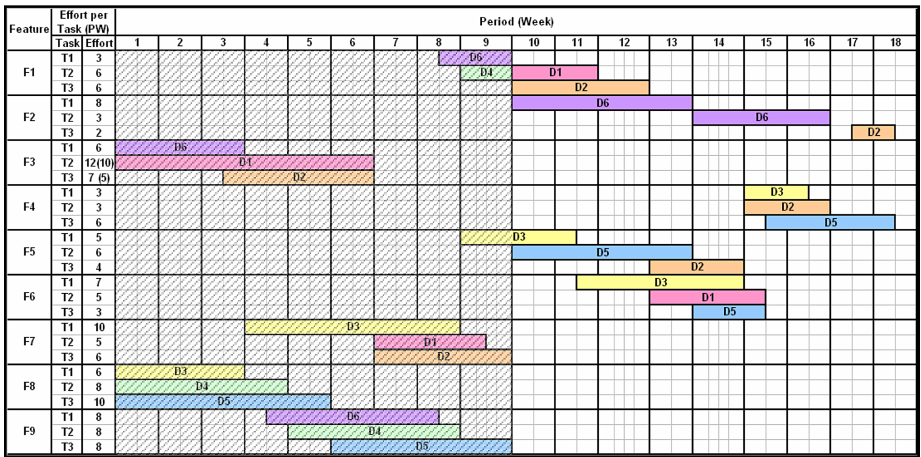 Feature Effort per Task (PW) Period (Week)
Task Effort 1 2 3 4 5 6 7 8 9 10 11 12 13 14 15 16 17 18
F1 T1 3 D6
T2 6 D4 D1
T3 6 D2
F2 T1 8 D6
T2 3 D6
T3 2 D2
F3 T1 6 D6
T2 12(10) D1
T3 7 (5) D2
F4 T1 3 D3
T2 3 D2
T3 6 D5
F5 T1 5 D3
T2 6 D5
T3 4 D2
F6 T1 7 D3
T2 5 D1
T3 3 D5
F7 T1 10 D3
T2 5 D1
T3 6 D2
F8 T1 6 D3
T2 8 D4
T3 10 D5
F9 T1 8 D6
T2 8 D4
T3 8 D5